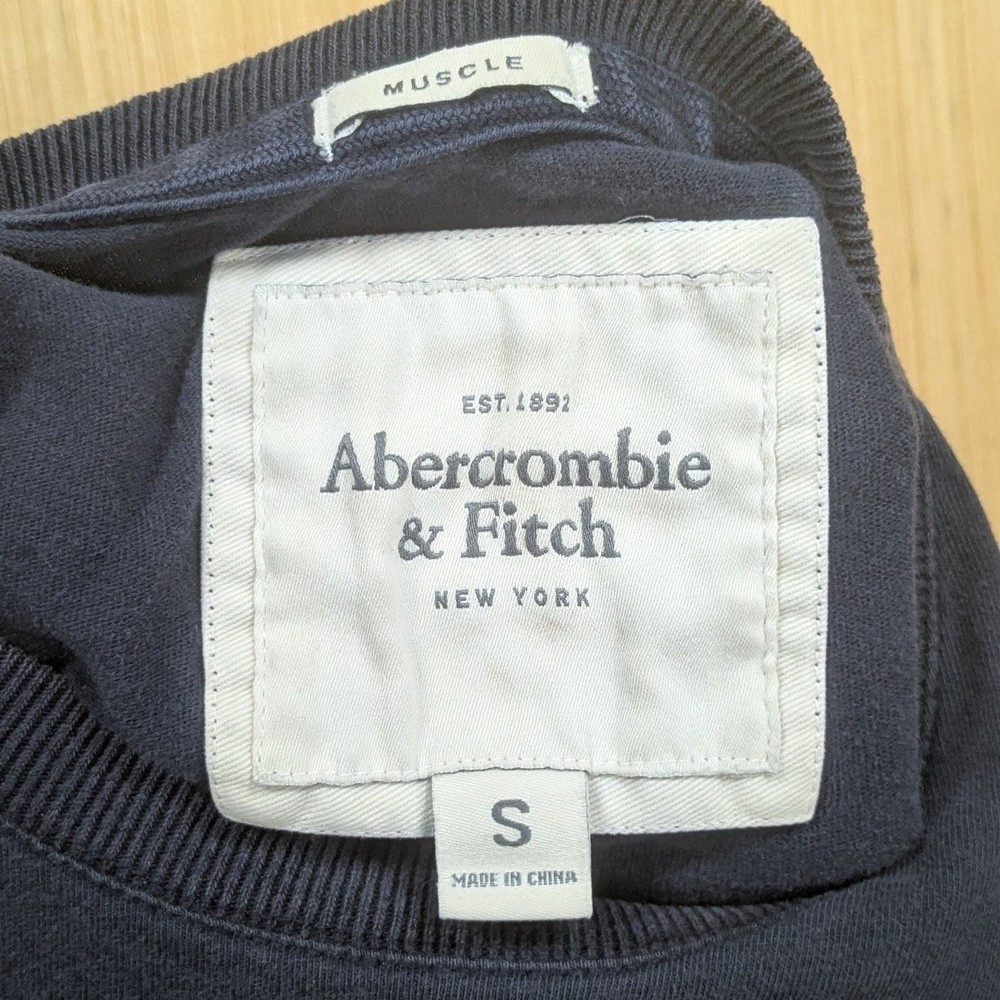 MUSCLE
EST. 1892
Abercrombie
& Fitch
NEW YORK
S
MADE IN CHINA